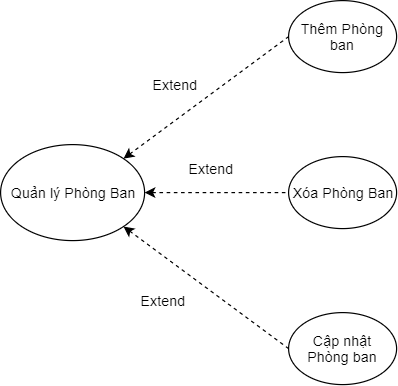 Thêm Phòng
ban
Extend
Extend
Quản lý Phòng Ban
Xóa Phòng Ban
Extend
Cập nhật
Phòng ban